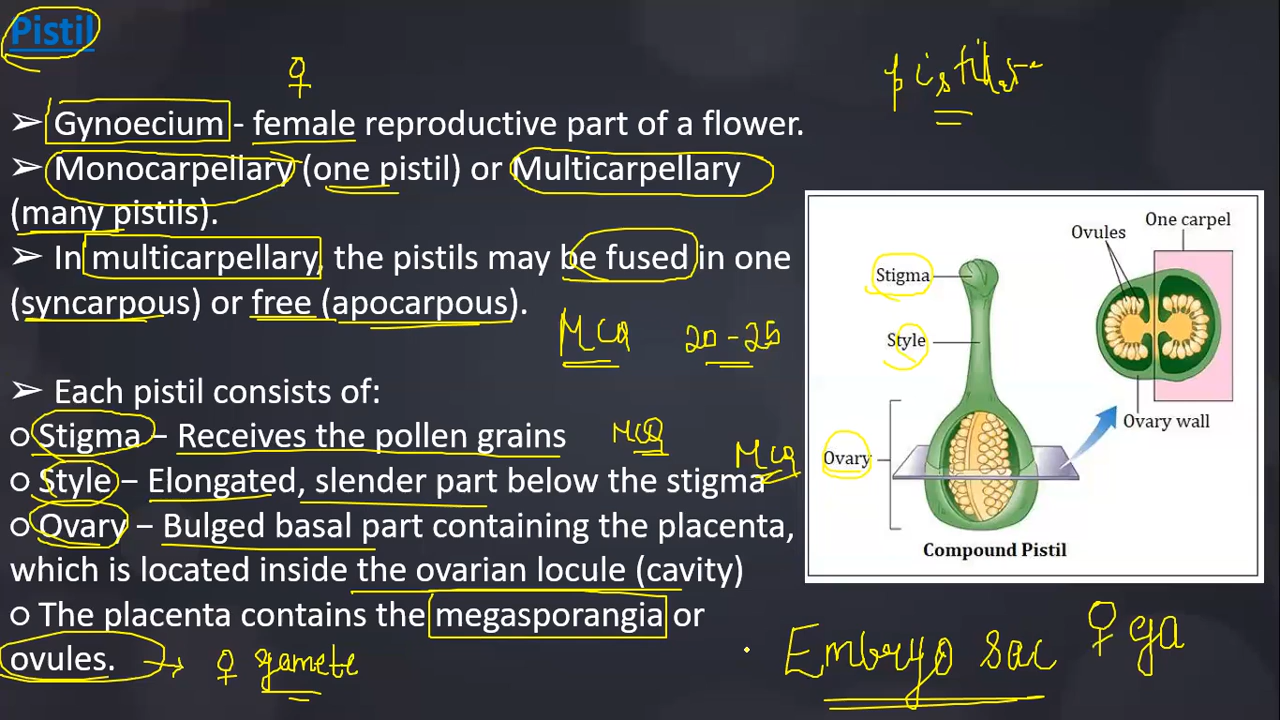 Pistil
♀
pistil
➢ Gynoecium - female reproductive part of a flower.
➢ Monocarpellary (one pistil) or Multicarpellary
(many pistils).
➢ In multicarpellary, the pistils may be fused in one
(syncarpous) or free (apocarpous).
MCQ 20-25
➢ Each pistil consists of:
○ Stigma – Receives the pollen grains MCQ
○ Style – Elongated, slender part below the stigma MCQ
○ Ovary – Bulged basal part containing the placenta,
which is located inside the ovarian locule (cavity)
○ The placenta contains the megasporangia or
ovules. → ♀ gamete
One carpel
Ovules
Stigma
Style
Ovary wall
Ovary
Compound Pistil
Embryo sac ♀ ga